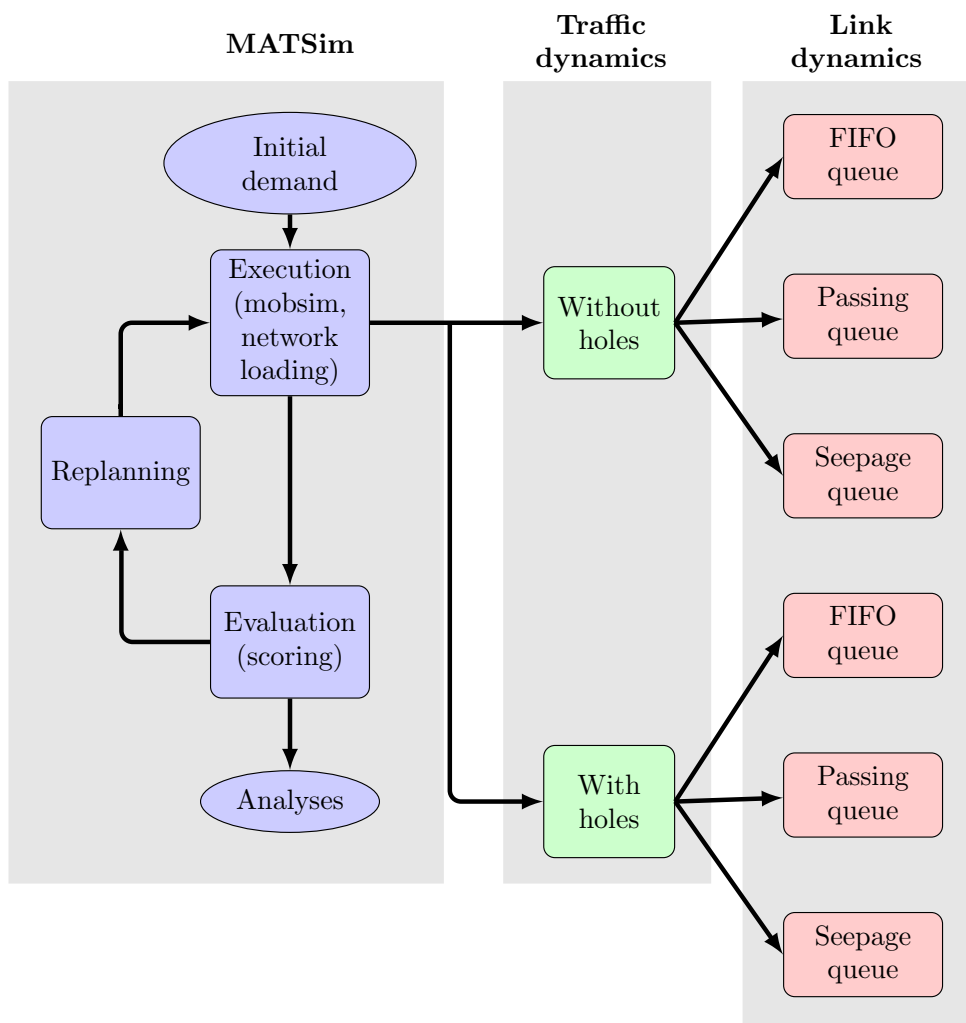 MATSim
Traffic
dynamics
Link
dynamics
Initial
demand
Execution
(mobsim,
network
loading)
Replanning
Evaluation
(scoring)
Analyses
Without
holes
With
holes
FIFO
queue
Passing
queue
Seepage
queue
FIFO
queue
Passing
queue
Seepage
queue